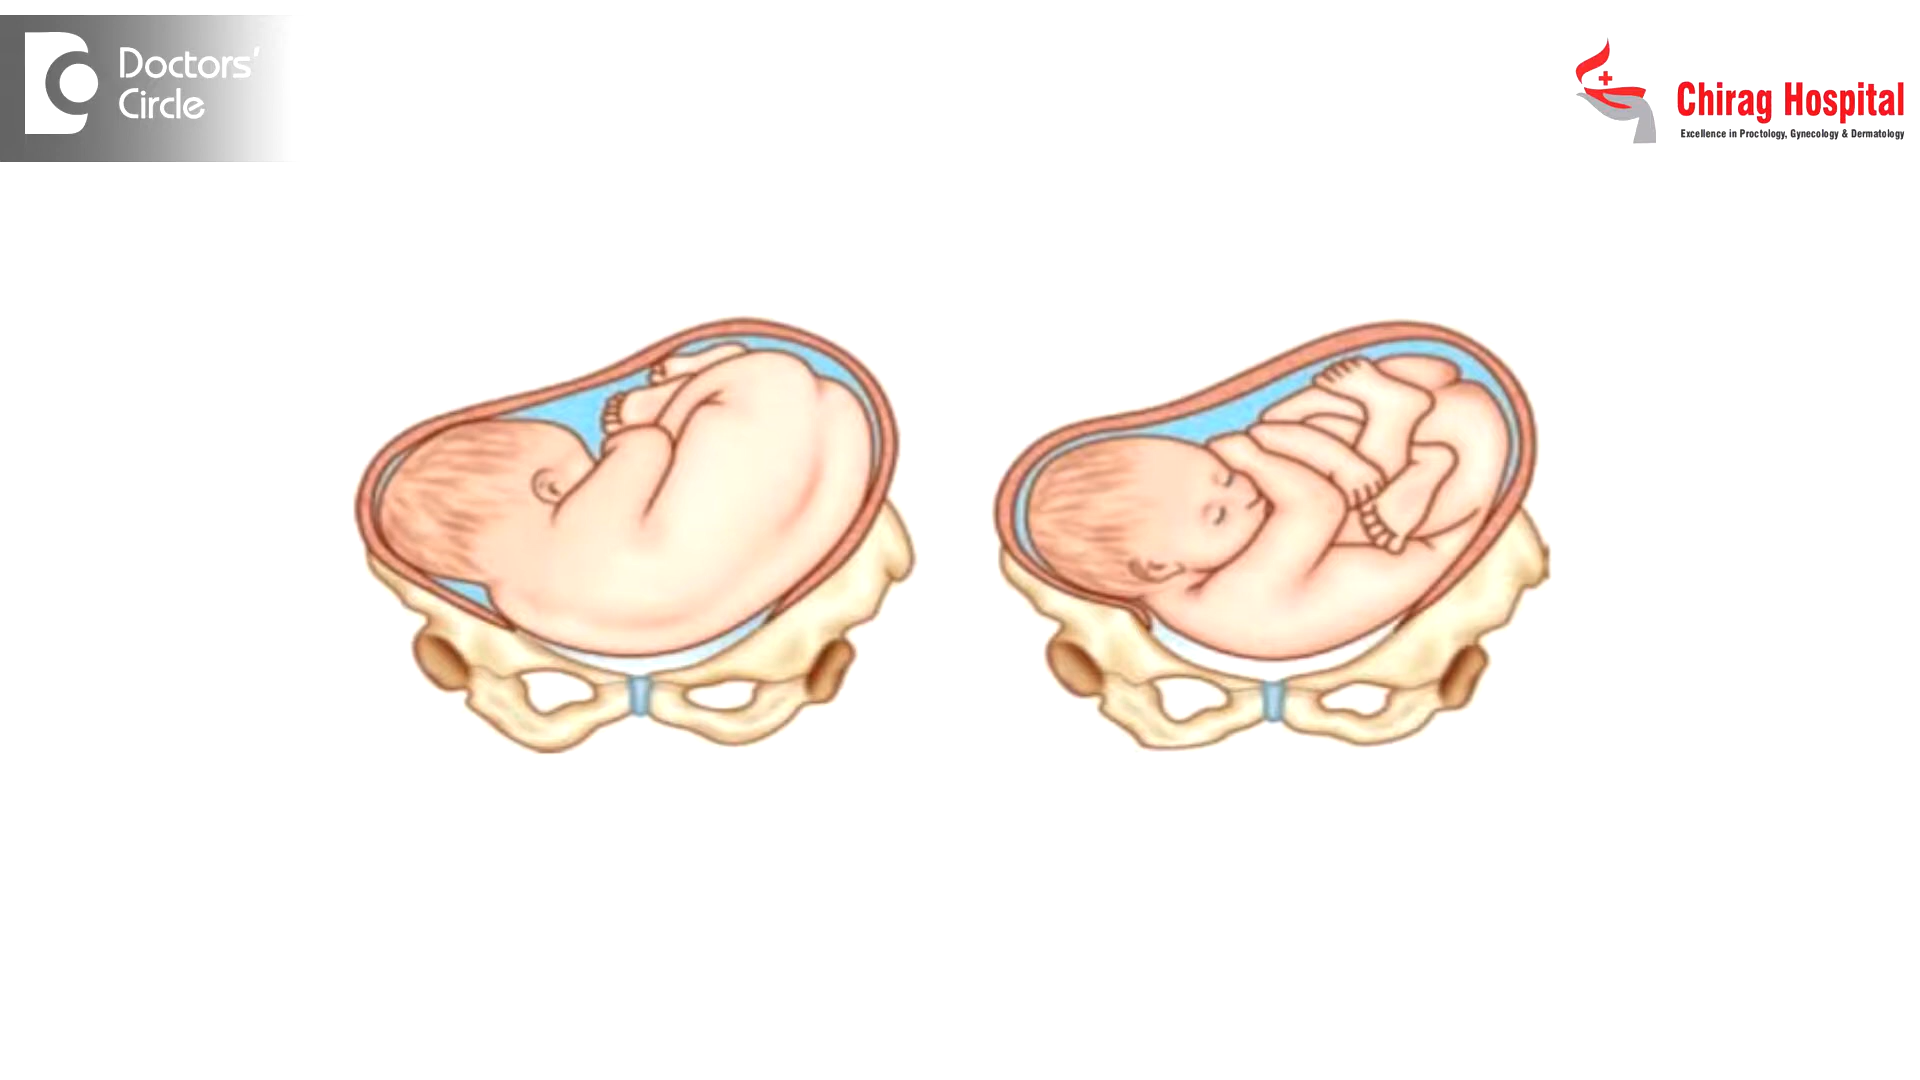 Doctors'
Circle
Chirag Hospital
Excellence in Proctology, Gynecology & Dermatology